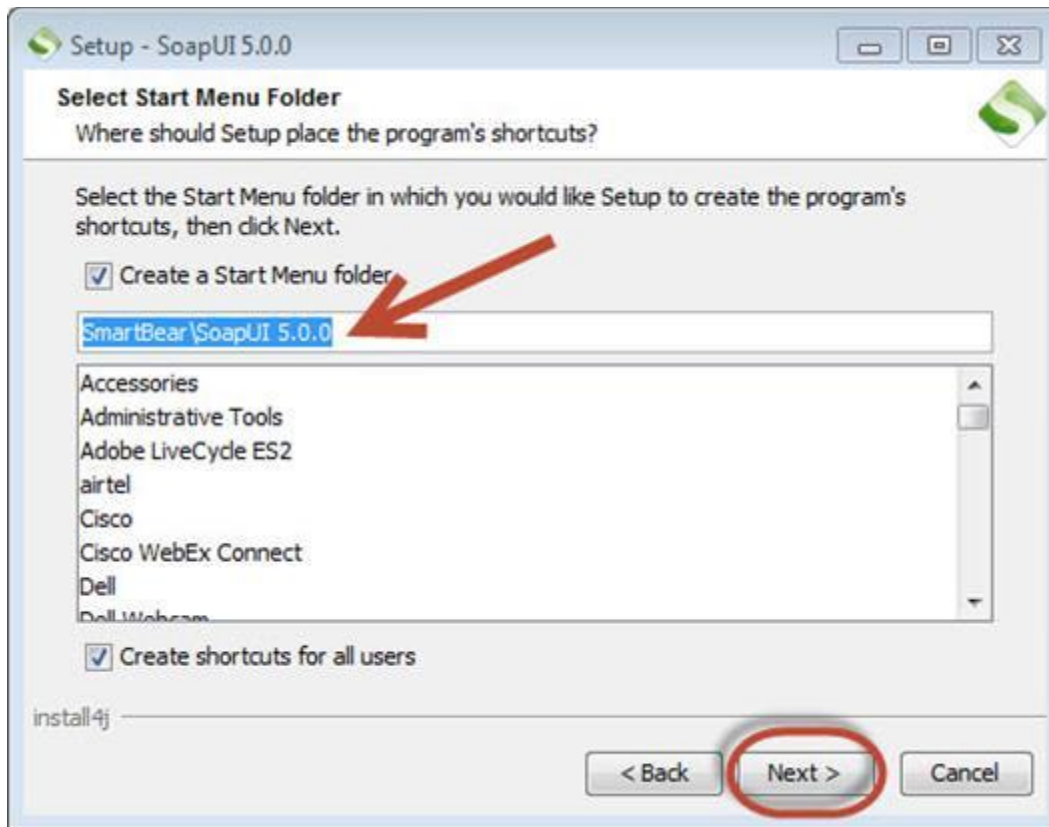 Setup - SoapUI 5.0.0
Select Start Menu Folder
Where should Setup place the program's shortcuts?
Select the Start Menu folder in which you would like Setup to create the program's
shortcuts, then click Next.
Create a Start Menu folder
SmartBear\SoapUI 5.0.0
Accessories
Administrative Tools
Adobe LiveCycle ES2
airtel
Cisco
Cisco WebEx Connect
Dell
Dell Webcam
Create shortcuts for all users
install4j
< Back Next > Cancel